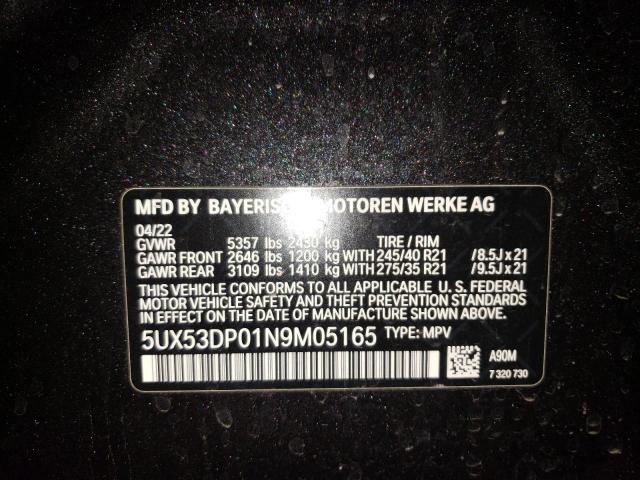 MFD BY BAYERIS MOTOREN WERKE AG
04/22
GVWR 5357 lbs 2430 kg TIRE / RIM
GAWR FRONT 2646 lbs 1200 kg WITH 245/40 R21 /8.5J x 21
GAWR REAR 3109 lbs 1410 kg WITH 275/35 R21 /9.5J x 21
THIS VEHICLE CONFORMS TO ALL APPLICABLE U. S. FEDERAL
MOTOR VEHICLE SAFETY AND THEFT PREVENTION STANDARDS
IN EFFECT ON THE DATE OF MANUFACTURE SHOWN ABOVE.
5UX53DP01N9M05165 TYPE: MPV
A90M
7 320 730